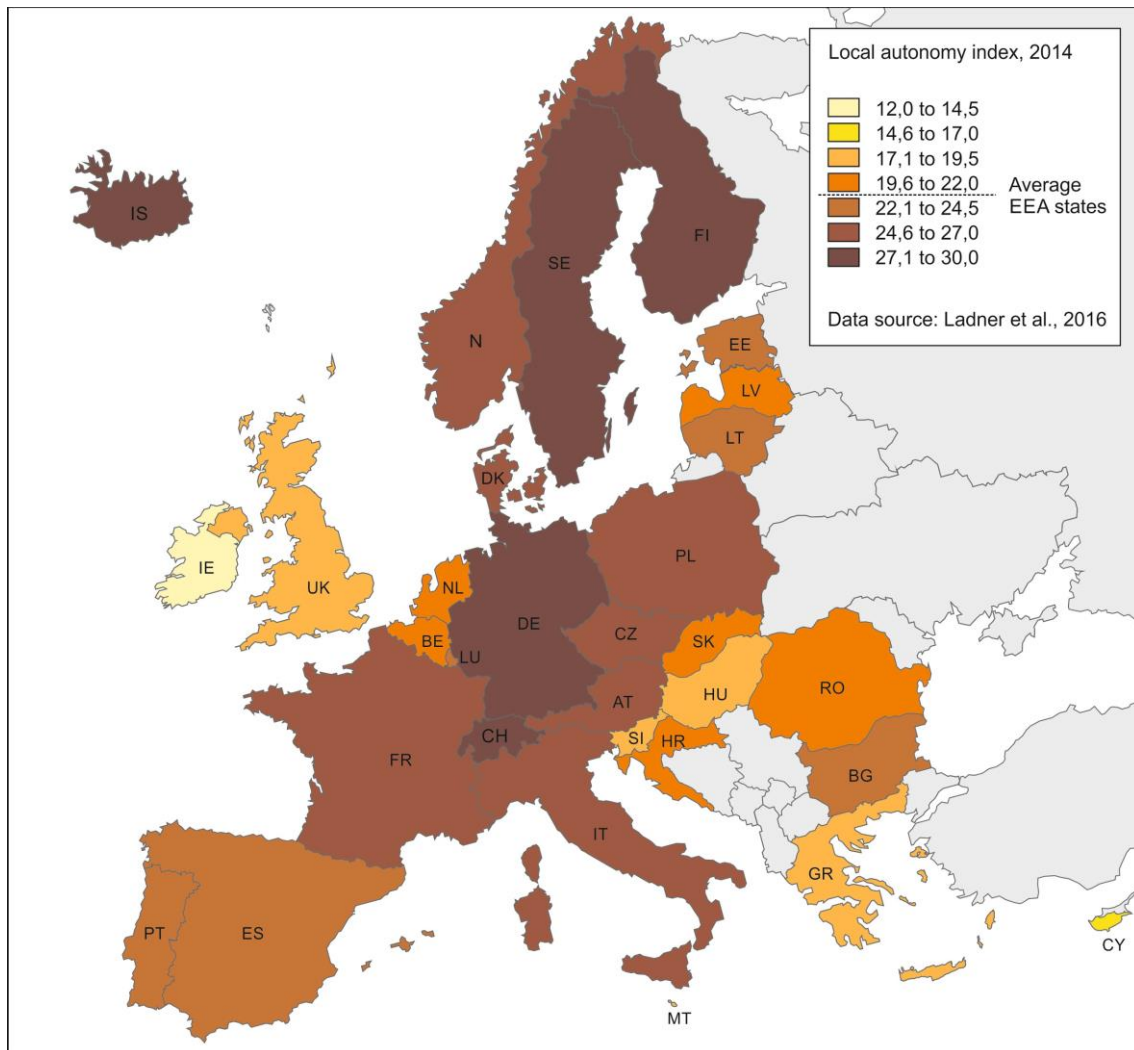 Local autonomy index, 2014
12,0 to 14,5
14,6 to 17,0
17,1 to 19,5
19,6 to 22,0
Average
EEA states
22,1 to 24,5
24,6 to 27,0
27,1 to 30,0
Data source: Ladner et al., 2016
IS
FI
SE
N
EE
LV
LT
DK
PL
IE
UK
NL
DE
BE
CZ
SK
LU
HU
RO
AT
SI
HR
CH
FR
BG
IT
GR
PT
ES
CY
MT